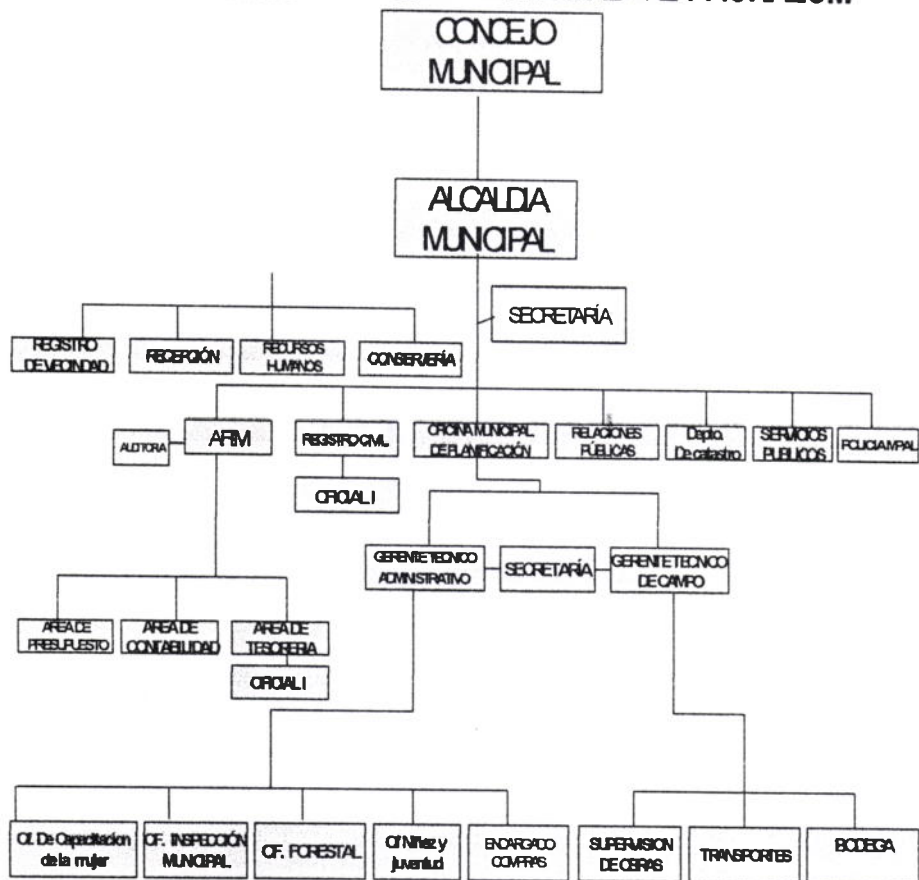 CONCEJO
MUNICIPAL
ALCALDIA
MUNICIPAL
SECRETARÍA
REGISTRO
DE VECINDAD
RECEPCIÓN
RECURSOS
HUMANOS
CONSERJERÍA
AUDITORIA
AFIM
REGISTRO CIVIL
OFICINA MUNICIPAL
DE PLANIFICACIÓN
RELACIONES
PÚBLICAS
Depto.
De catastro
SERVICIOS
PUBLICOS
POLICIA MPAL
OFICIAL I
GERENTE TECNICO
ADMINISTRATIVO
SECRETARÍA
GERENTE TECNICO
DE CAMPO
AREA DE
PRESUPUESTO
AREA DE
CONTABILIDAD
AREA DE
TESORERIA
OFICIAL I
Of. De Capacitacion
de la mujer
OF. INSPECCIÓN
MUNICIPAL
OF. FORESTAL
Of Niñez y
juventud
ENCARGADO
COMPRAS
SUPERVISION
DE OBRAS
TRANSPORTES
BODEGA